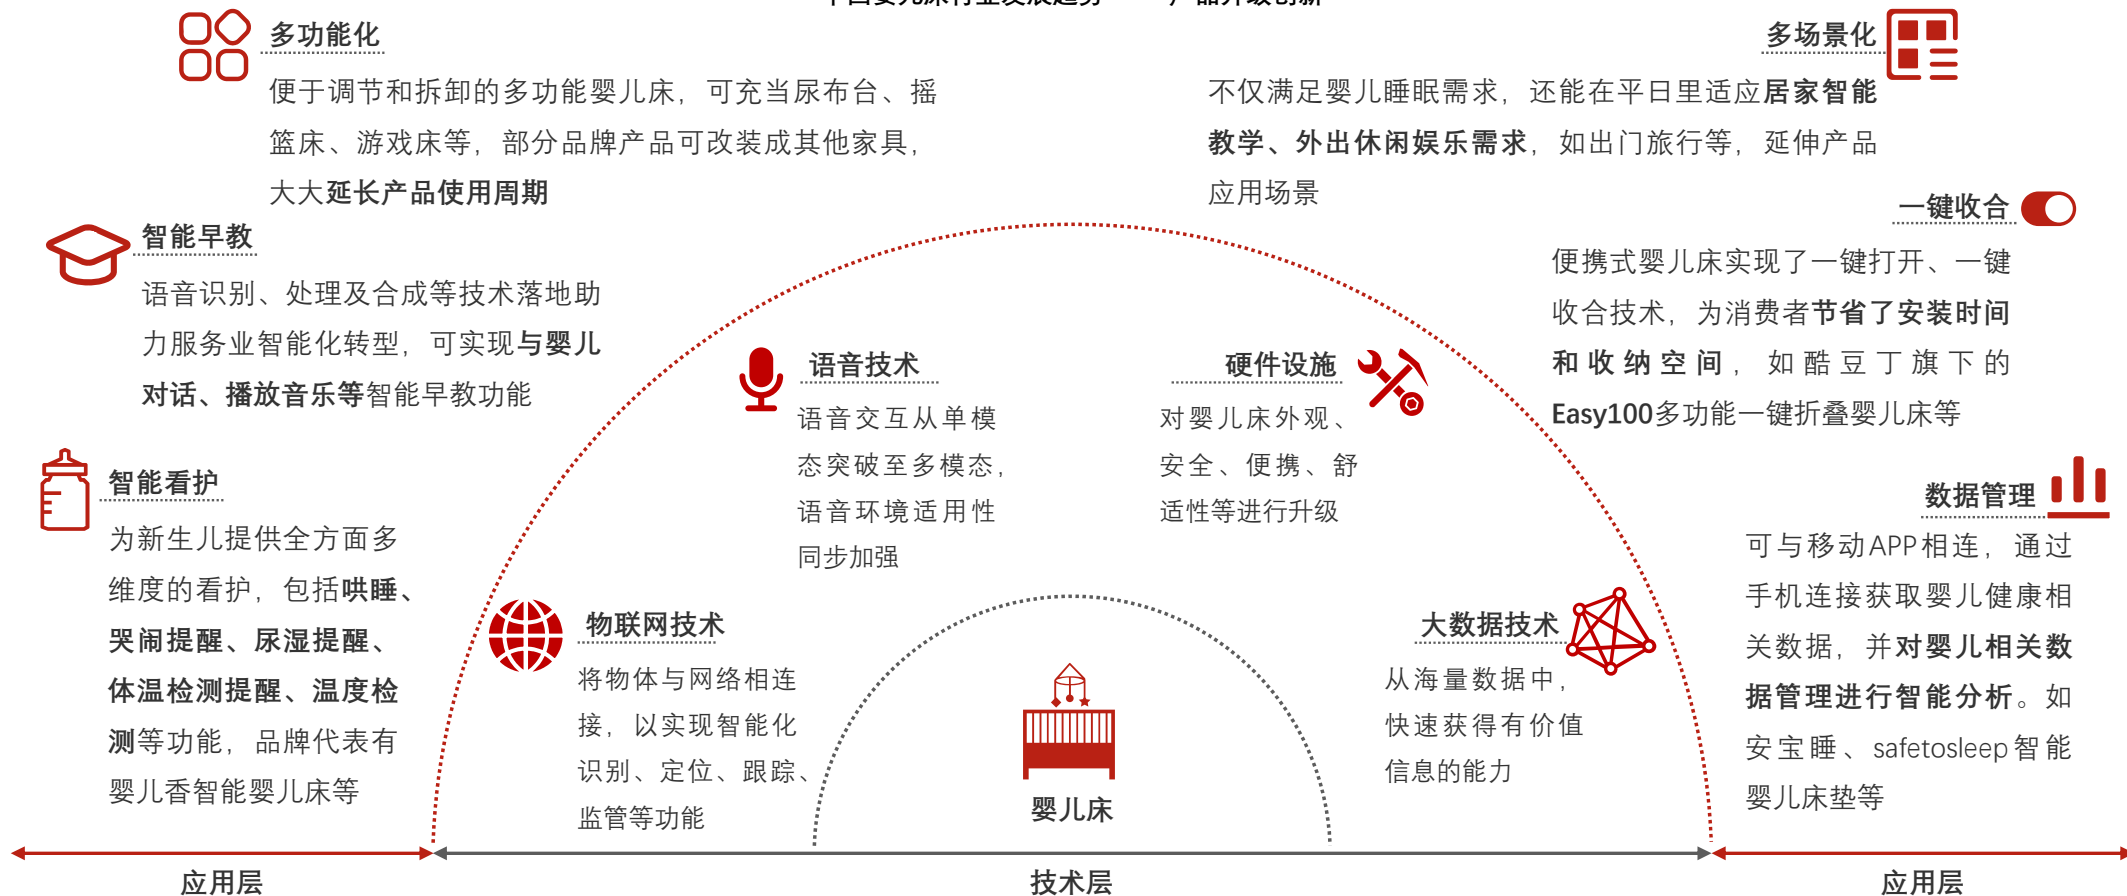 多功能化
便于调节和拆卸的多功能婴儿床，可充当尿布台、摇
篮床、游戏床等，部分品牌产品可改装成其他家具，
大大延长产品使用周期
多场景化
不仅满足婴儿睡眠需求，还能在平日里适应居家智能
教学、外出休闲娱乐需求，如出门旅行等，延伸产品
应用场景
智能早教
语音识别、处理及合成等技术落地助
力服务业智能化转型，可实现与婴儿
对话、播放音乐等智能早教功能
一键收合
便携式婴儿床实现了一键打开、一键
收合技术，为消费者节省了安装时间
和收纳空间，如酷豆丁旗下的
Easy100多功能一键折叠婴儿床等
语音技术
语音交互从单模
态突破至多模态，
语音环境适用性
同步加强
硬件设施
对婴儿床外观、
安全、便携、舒
适性等进行升级
智能看护
为新生儿提供全方面多
维度的看护，包括哄睡、
哭闹提醒、尿湿提醒、
体温检测提醒、温度检
测等功能，品牌代表有
婴儿香智能婴儿床等
数据管理
可与移动APP相连，通过
手机连接获取婴儿健康相
关数据，并对婴儿相关数
据管理进行智能分析。如
安宝睡、safetosleep智能
婴儿床垫等
物联网技术
将物体与网络相连
接，以实现智能化
识别、定位、跟踪、
监管等功能
大数据技术
从海量数据中，
快速获得有价值
信息的能力
婴儿床
应用层
技术层
应用层